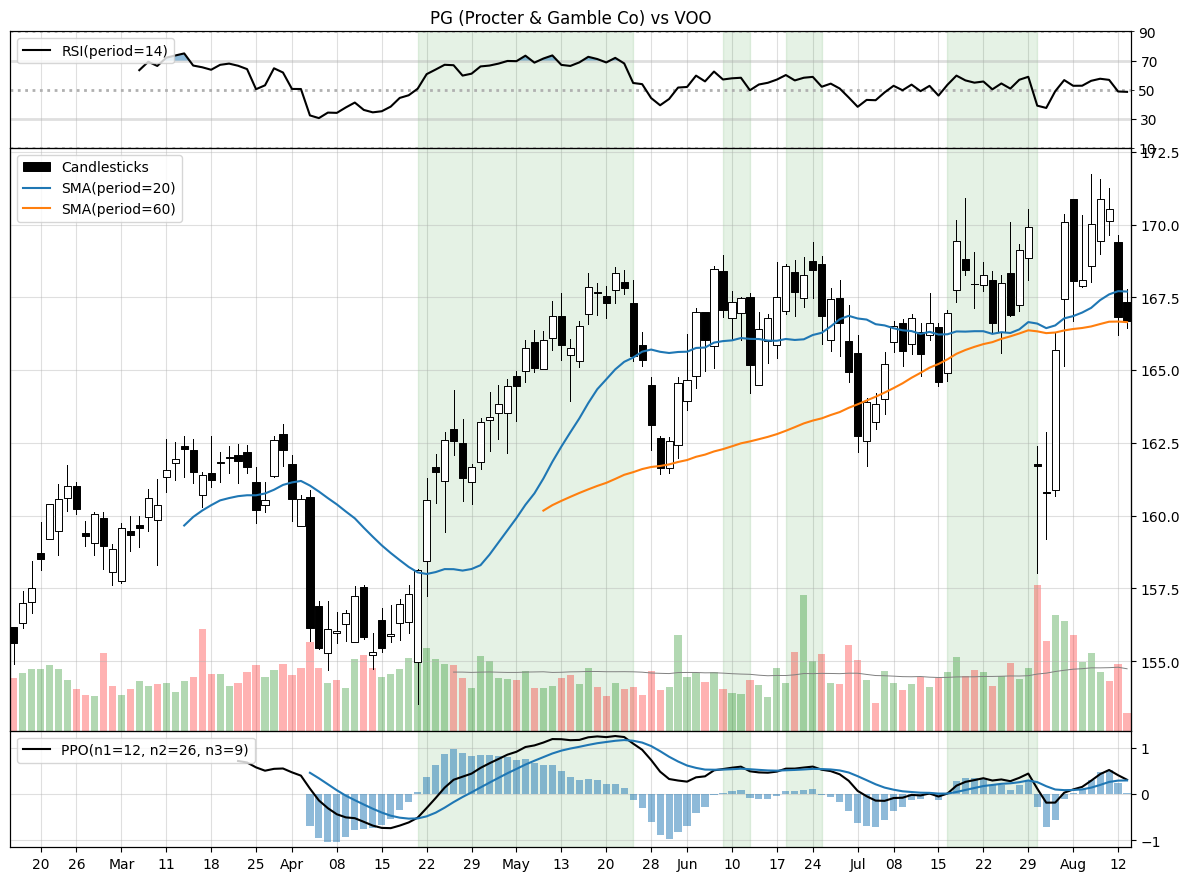 PG (Procter & Gamble Co) vs VOO
RSI(period=14)
90
70
50
30
10
Candlesticks
SMA(period=20)
SMA(period=60)
172.5
170.0
167.5
165.0
162.5
160.0
157.5
155.0
PPO(n1=12, n2=26, n3=9)
1
0
−1
20 26 Mar 11 18 25 Apr 08 15 22 29 May 13 20 28 Jun 10 17 24 Jul 08 15 22 29 Aug 12